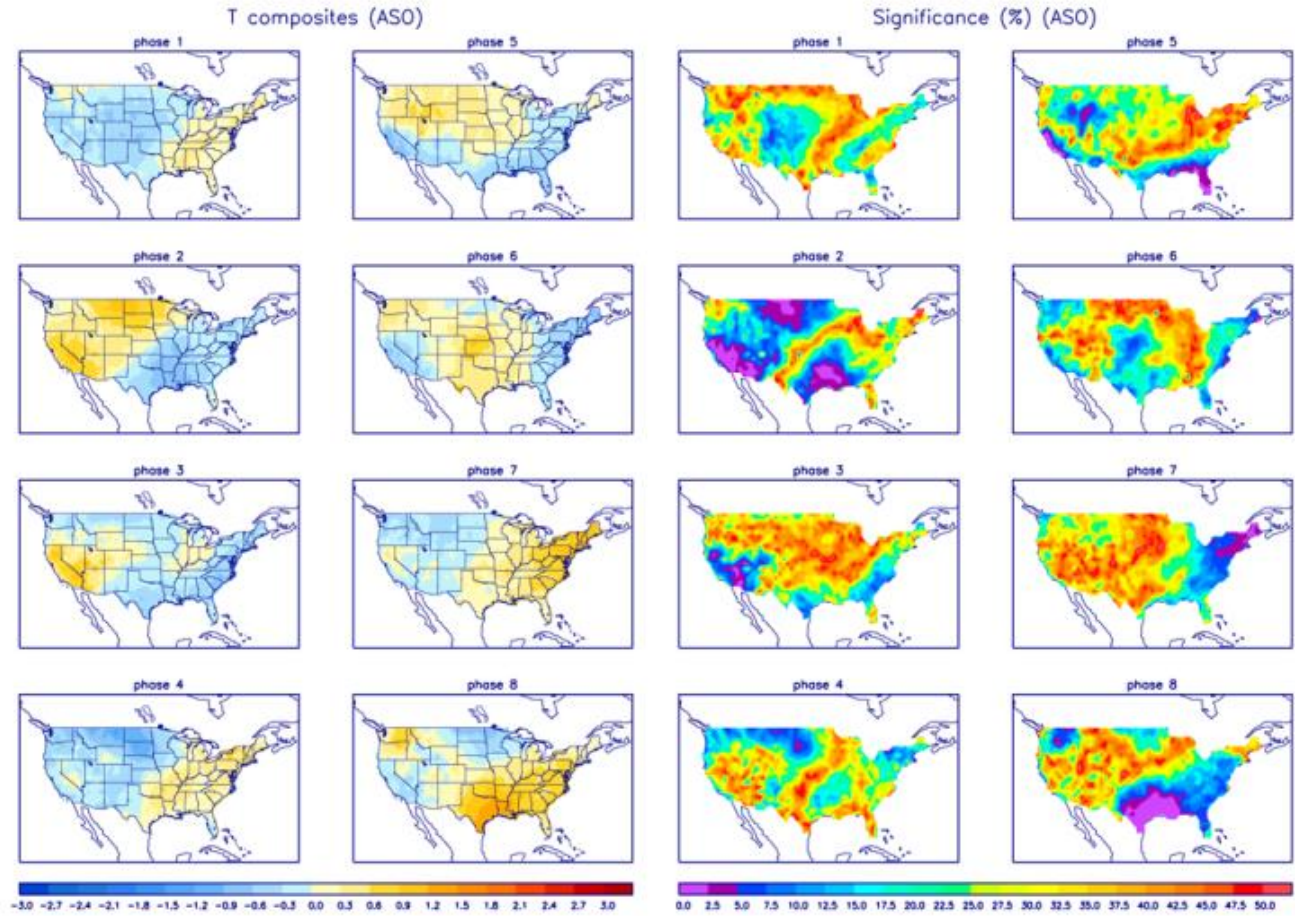 T composites (ASO)
Significance (%) (ASO)
phase 1
phase 5
phase 1
phase 5
phase 2
phase 6
phase 2
phase 6
phase 3
phase 7
phase 3
phase 7
phase 4
phase 8
phase 4
phase 8
-3.0 -2.7 -2.4 -2.1 -1.8 -1.5 -1.2 -0.9 -0.6 -0.3 0.0 0.3 0.6 0.9 1.2 1.5 1.8 2.1 2.4 2.7 3.0
0.0 2.5 5.0 7.5 10.0 12.5 15.0 17.5 20.0 22.5 25.0 27.5 30.0 32.5 35.0 37.5 40.0 42.5 45.0 47.5 50.0